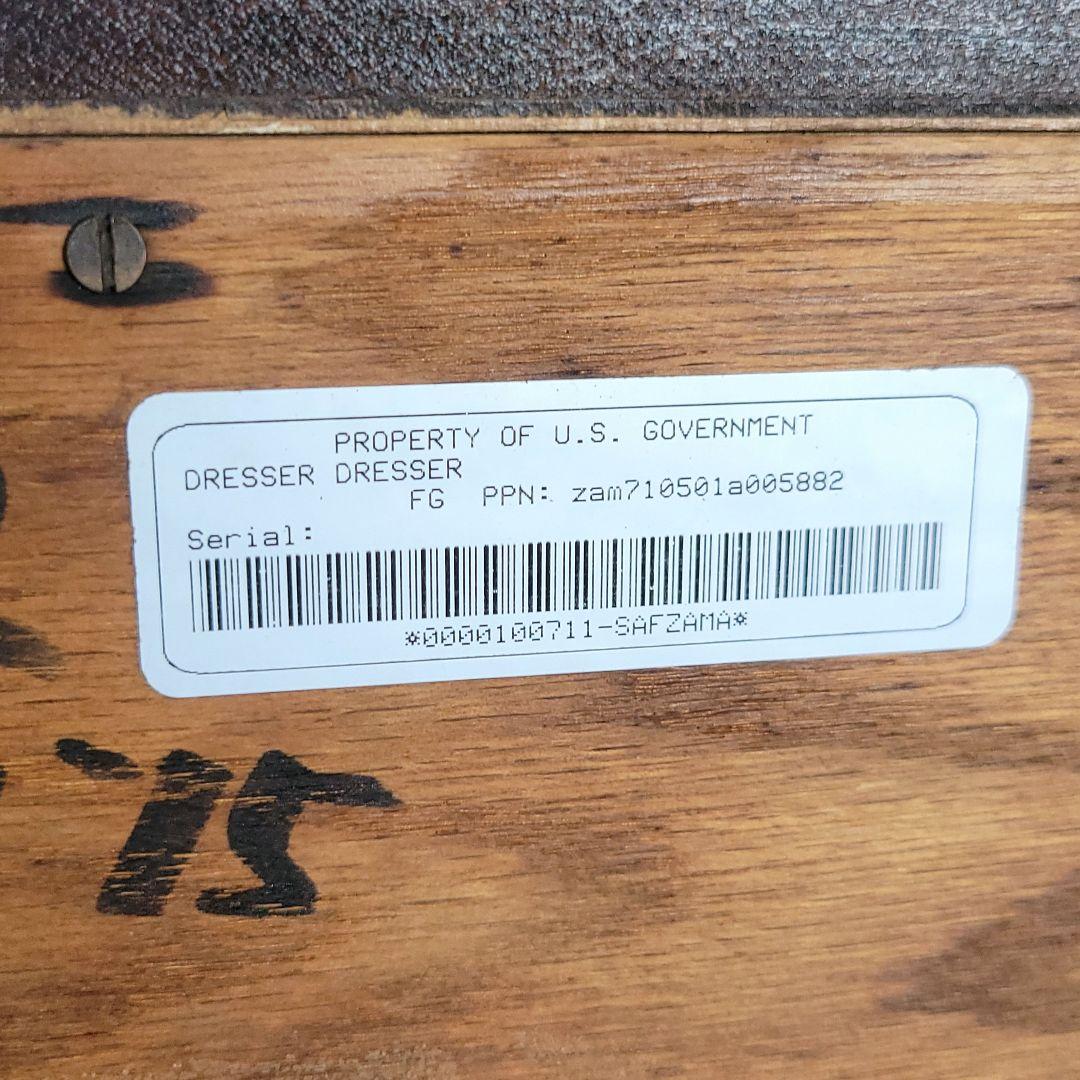 PROPERTY OF U.S. GOVERNMENT
DRESSER DRESSER
FG PPN: zam710501a005882
Serial:
*0000100711-SAFZAMA*